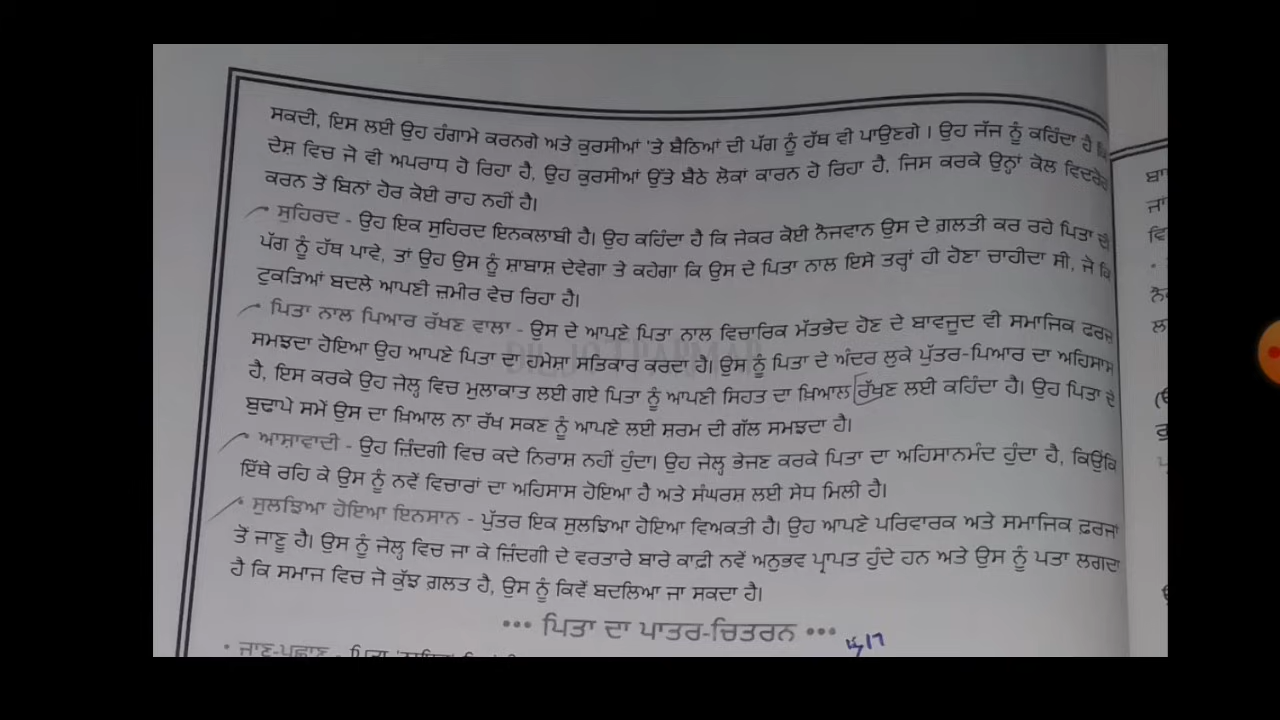 ਸਕਦੀ, ਇਸ ਲਈ ਉਹ ਹੰਗਾਮੇ ਕਰਨਗੇ ਅਤੇ ਕੁਰਸੀਆਂ 'ਤੇ ਬੈਠਿਆਂ ਦੀ ਪੱਗ ਨੂੰ ਹੱਥ ਵੀ ਪਾਉਣਗੇ । ਉਹ ਜੱਜ ਨੂੰ ਕਹਿੰਦਾ ਹੈ ਕਿ
ਦੇਸ਼ ਵਿਚ ਜੋ ਵੀ ਅਪਰਾਧ ਹੋ ਰਿਹਾ ਹੈ, ਉਹ ਕੁਰਸੀਆਂ ਉੱਤੇ ਬੈਠੇ ਲੋਕਾਂ ਕਾਰਨ ਹੋ ਰਿਹਾ ਹੈ, ਜਿਸ ਕਰਕੇ ਉਨ੍ਹਾਂ ਕੋਲ ਵਿਦਰੋਹ
ਕਰਨ ਤੋਂ ਬਿਨਾਂ ਹੋਰ ਕੋਈ ਰਾਹ ਨਹੀਂ ਹੈ।
ਸੁਹਿਰਦ - ਉਹ ਇਕ ਸੁਹਿਰਦ ਇਨਕਲਾਬੀ ਹੈ। ਉਹ ਕਹਿੰਦਾ ਹੈ ਕਿ ਜੇਕਰ ਕੋਈ ਨੌਜਵਾਨ ਉਸ ਦੇ ਗ਼ਲਤੀ ਕਰ ਰਹੇ ਪਿਤਾ ਦੀ
ਪੱਗ ਨੂੰ ਹੱਥ ਪਾਵੇ, ਤਾਂ ਉਹ ਉਸ ਨੂੰ ਸ਼ਾਬਾਸ਼ ਦੇਵੇਗਾ ਤੇ ਕਹੇਗਾ ਕਿ ਉਸ ਦੇ ਪਿਤਾ ਨਾਲ ਇਸੇ ਤਰ੍ਹਾਂ ਹੀ ਹੋਣਾ ਚਾਹੀਦਾ ਸੀ, ਜੋ ਕਿ
ਟੁਕੜਿਆਂ ਬਦਲੇ ਆਪਣੀ ਜ਼ਮੀਰ ਵੇਚ ਰਿਹਾ ਹੈ।
• ਪਿਤਾ ਨਾਲ ਪਿਆਰ ਰੱਖਣ ਵਾਲਾ - ਉਸ ਦੇ ਆਪਣੇ ਪਿਤਾ ਨਾਲ ਵਿਚਾਰਿਕ ਮੱਤਭੇਦ ਹੋਣ ਦੇ ਬਾਵਜੂਦ ਵੀ ਸਮਾਜਿਕ ਫਰਜ਼
ਸਮਝਦਾ ਹੋਇਆ ਉਹ ਆਪਣੇ ਪਿਤਾ ਦਾ ਹਮੇਸ਼ਾ ਸਤਿਕਾਰ ਕਰਦਾ ਹੈ। ਉਸ ਨੂੰ ਪਿਤਾ ਦੇ ਅੰਦਰ ਲੁਕੇ ਪੁੱਤਰ-ਪਿਆਰ ਦਾ ਅਹਿਸਾਸ
ਹੈ, ਇਸ ਕਰਕੇ ਉਹ ਜੇਲ੍ਹ ਵਿਚ ਮੁਲਾਕਾਤ ਲਈ ਗਏ ਪਿਤਾ ਨੂੰ ਆਪਣੀ ਸਿਹਤ ਦਾ ਖ਼ਿਆਲ ਰੱਖਣ ਲਈ ਕਹਿੰਦਾ ਹੈ। ਉਹ ਪਿਤਾ ਦੇ
ਬੁਢਾਪੇ ਸਮੇਂ ਉਸ ਦਾ ਖ਼ਿਆਲ ਨਾ ਰੱਖ ਸਕਣ ਨੂੰ ਆਪਣੇ ਲਈ ਸ਼ਰਮ ਦੀ ਗੱਲ ਸਮਝਦਾ ਹੈ।
• ਆਸ਼ਾਵਾਦੀ - ਉਹ ਜ਼ਿੰਦਗੀ ਵਿਚ ਕਦੇ ਨਿਰਾਸ਼ ਨਹੀਂ ਹੁੰਦਾ। ਉਹ ਜੇਲ੍ਹ ਭੇਜਣ ਕਰਕੇ ਪਿਤਾ ਦਾ ਅਹਿਸਾਨਮੰਦ ਹੁੰਦਾ ਹੈ, ਕਿਉਂਕਿ
ਇੱਥੇ ਰਹਿ ਕੇ ਉਸ ਨੂੰ ਨਵੇਂ ਵਿਚਾਰਾਂ ਦਾ ਅਹਿਸਾਸ ਹੋਇਆ ਹੈ ਅਤੇ ਸੰਘਰਸ਼ ਲਈ ਸੇਧ ਮਿਲੀ ਹੈ।
• ਸੁਲਝਿਆ ਹੋਇਆ ਇਨਸਾਨ - ਪੁੱਤਰ ਇਕ ਸੁਲਝਿਆ ਹੋਇਆ ਵਿਅਕਤੀ ਹੈ। ਉਹ ਆਪਣੇ ਪਰਿਵਾਰਕ ਅਤੇ ਸਮਾਜਿਕ ਫ਼ਰਜਾਂ
ਤੋਂ ਜਾਣੂ ਹੈ। ਉਸ ਨੂੰ ਜੇਲ੍ਹ ਵਿਚ ਜਾ ਕੇ ਜ਼ਿੰਦਗੀ ਦੇ ਵਰਤਾਰੇ ਬਾਰੇ ਕਾਫ਼ੀ ਨਵੇਂ ਅਨੁਭਵ ਪ੍ਰਾਪਤ ਹੁੰਦੇ ਹਨ ਅਤੇ ਉਸ ਨੂੰ ਪਤਾ ਲਗਦਾ
ਹੈ ਕਿ ਸਮਾਜ ਵਿਚ ਜੋ ਕੁੱਝ ਗ਼ਲਤ ਹੈ, ਉਸ ਨੂੰ ਕਿਵੇਂ ਬਦਲਿਆ ਜਾ ਸਕਦਾ ਹੈ।
••• ਪਿਤਾ ਦਾ ਪਾਤਰ-ਚਿਤਰਨ •••
• ਜਾਣ-ਪਛਾਣ - ਪਿਤਾ